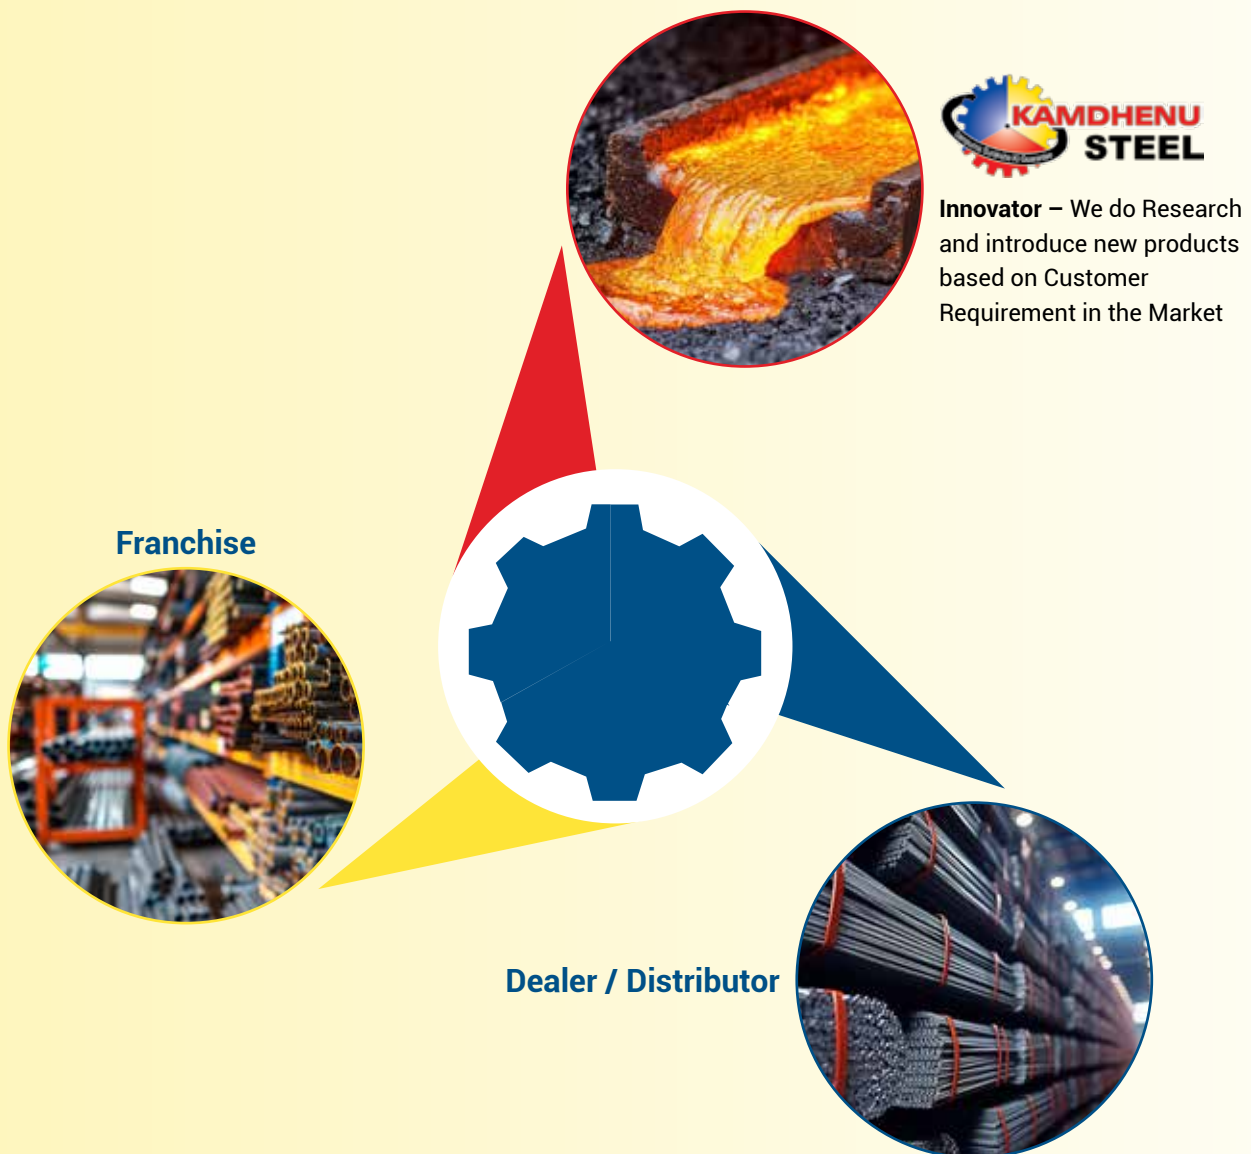 KAMDHENU
STEEL
Innovator – We do Research
and introduce new products
based on Customer
Requirement in the Market
Franchise
Dealer / Distributor